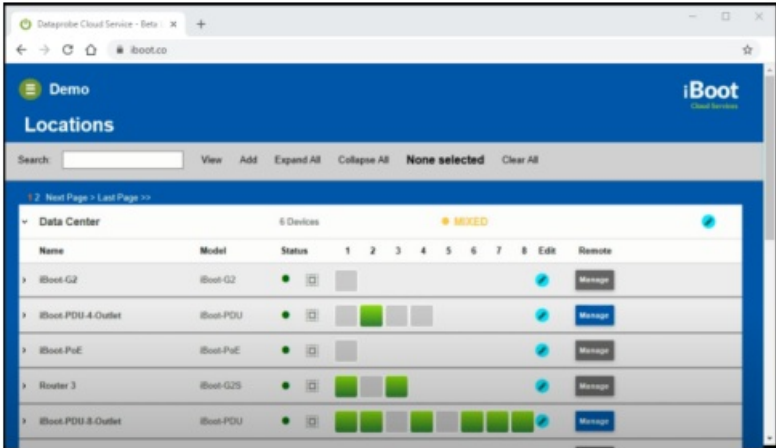 Dataprobe Cloud Service - Beta
iboot.co
Demo
iBoot
Cloud Services
Locations
Search: View Add Expand All Collapse All None selected Clear All
1 2 Next Page > Last Page >>
Data Center 6 Devices MIXED
Name Model Status 1 2 3 4 5 6 7 8 Edit Remote
iBoot-G2 iBoot-G2 Manage
iBoot-PDU-4-Outlet iBoot-PDU Manage
iBoot-PoE iBoot-PoE Manage
Router 3 iBoot-G2S Manage
iBoot-PDU-8-Outlet iBoot-PDU Manage